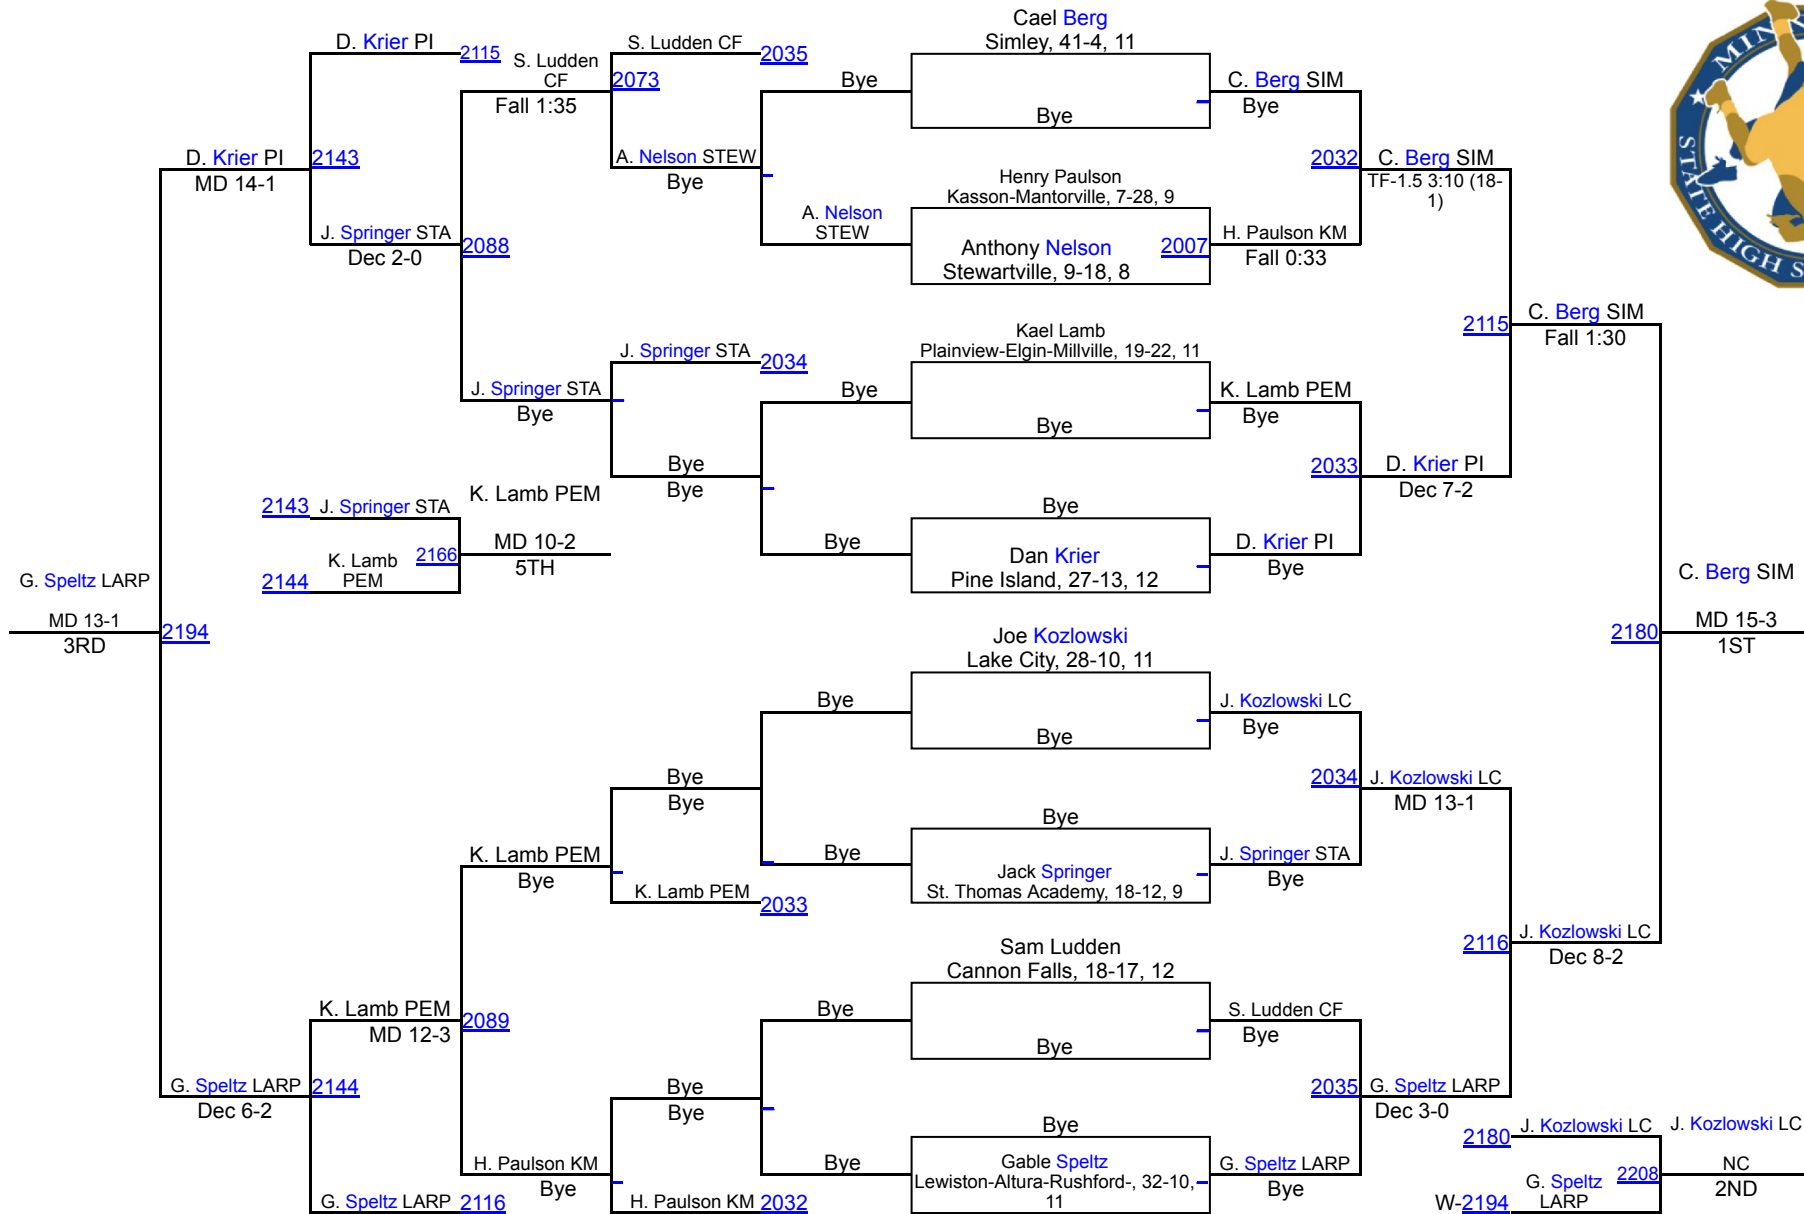 Cael Berg
Simley, 41-4, 11
D. Krier PI
2115
S. Ludden
CF
Fall 1:35
S. Ludden CF
2035
2073
Bye
C. Berg SIM
Bye
Bye
D. Krier PI
2143
MD 14-1
A. Nelson STEW
Bye
2032
C. Berg SIM
TF-1.5 3:10 (18-
1)
Henry Paulson
Kasson-Mantorville, 7-28, 9
A. Nelson
STEW
J. Springer STA
2088
Dec 2-0
Anthony Nelson
2007
Stewartville, 9-18, 8
H. Paulson KM
Fall 0:33
MIN
STATE HIGH S
2115
C. Berg SIM
Fall 1:30
Kael Lamb
Plainview-Elgin-Millville, 19-22, 11
J. Springer STA
2034
J. Springer STA
Bye
Bye
K. Lamb PEM
Bye
Bye
Bye
Bye
2033
D. Krier PI
Dec 7-2
2143
J. Springer STA
K. Lamb PEM
Bye
MD 10-2
5TH
K. Lamb
PEM
2166
2144
Bye
Dan Krier
Pine Island, 27-13, 12
D. Krier PI
Bye
G. Speltz LARP
MD 13-1
3RD
2194
C. Berg SIM
2180
MD 15-3
1ST
Joe Kozlowski
Lake City, 28-10, 11
Bye
J. Kozlowski LC
Bye
Bye
Bye
Bye
2034
J. Kozlowski LC
MD 13-1
Bye
K. Lamb PEM
Bye
Bye
Jack Springer
St. Thomas Academy, 18-12, 9
J. Springer STA
Bye
K. Lamb PEM
2033
2116
J. Kozlowski LC
Dec 8-2
Sam Ludden
Cannon Falls, 18-17, 12
K. Lamb PEM
2089
MD 12-3
Bye
S. Ludden CF
Bye
Bye
G. Speltz LARP
2144
Dec 6-2
Bye
Bye
2035
G. Speltz LARP
Dec 3-0
Bye
H. Paulson KM
Bye
Bye
Gable Speltz
Lewiston-Altura-Rushford-, 32-10,
11
G. Speltz LARP
Bye
G. Speltz LARP
2116
H. Paulson KM
2032
2180
J. Kozlowski LC
J. Kozlowski LC
G. Speltz
LARP
2208
W-2194
NC
2ND